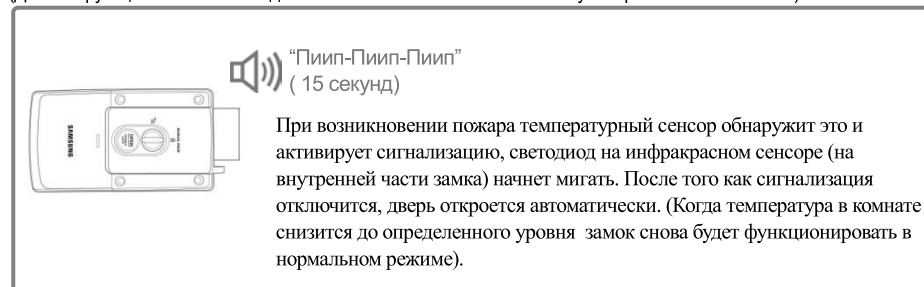 “Пиип-Пиип-Пиип”
( 15 секунд)
SAMSUNG
При возникновении пожара температурный сенсор обнаружит это и
активирует сигнализацию, светодиод на инфракрасном сенсоре (на
внутренней части замка) начнет мигать. После того как сигнализация
отключится, дверь откроется автоматически. (Когда температура в комнате
снизится до определенного уровня замок снова будет функционировать в
нормальном режиме).